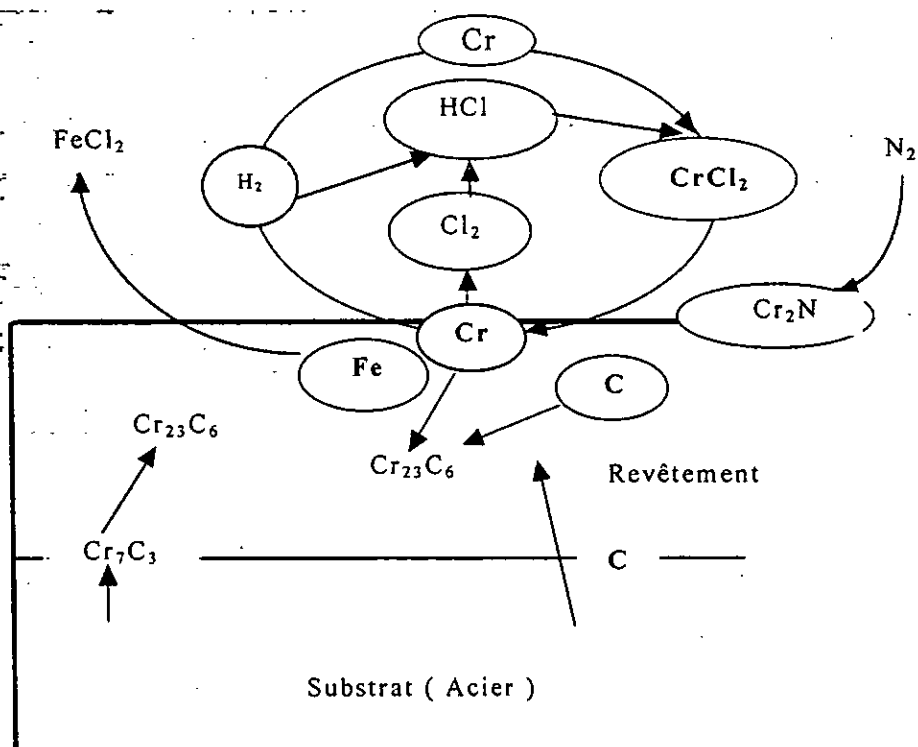 Cr
HCl
FeCl₂
N₂
H₂
CrCl₂
Cl₂
Cr₂N
Cr
Fe
C
Cr₂₃C₆
Cr₂₃C₆
Revêtement
Cr₇C₃
C
Substrat ( Acier )